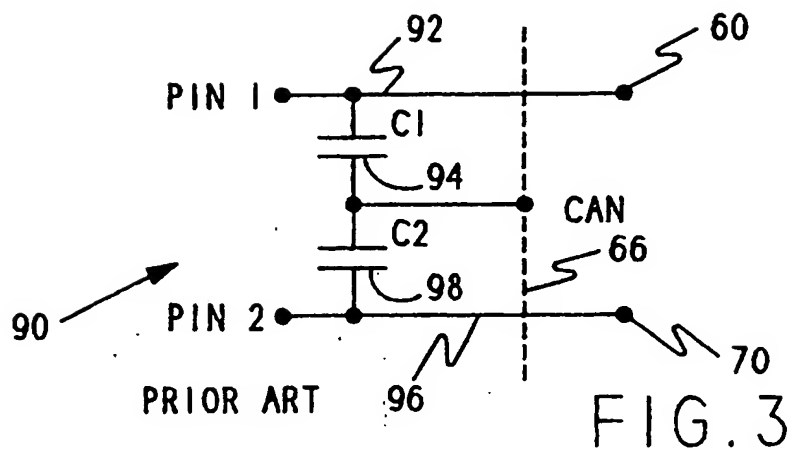 92
60
PIN 1
C1
94
CAN
C2
66
98
90
PIN 2
70
96
PRIOR ART
FIG. 3